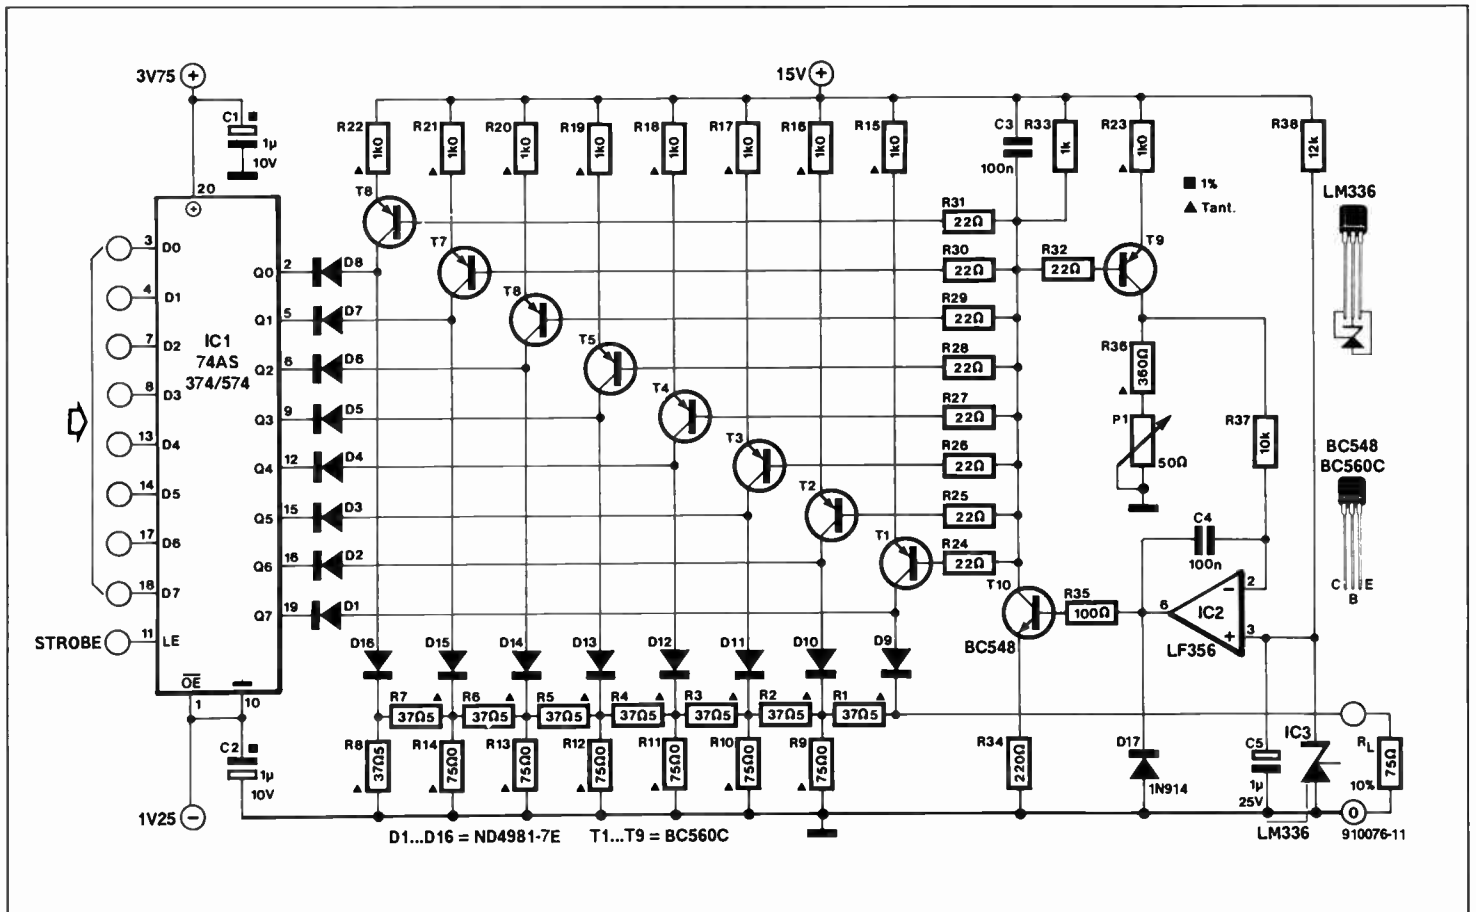 3V75
15V
C1
1µ
10V
R22
1k0
R21
1k0
R20
1k0
R19
1k0
R18
1k0
R17
1k0
R16
1k0
R15
1k0
C3
100n
R33
1k
R23
1k0
R38
12k
1%
Tant.
LM336
20
T8
T7
T8
T5
T4
T3
T2
T1
R31
22Ω
R30
22Ω
R29
22Ω
R28
22Ω
R27
22Ω
R26
22Ω
R25
22Ω
R24
22Ω
R32
22Ω
T9
3 D0
4 D1
7 D2
8 D3
13 D4
14 D5
17 D6
18 D7
STROBE 11 LE
IC1
74AS
374/574
Q0 2 D8
Q1 5 D7
Q2 6 D6
Q3 9 D5
Q4 12 D4
Q5 15 D3
Q6 16 D2
Q7 19 D1
OE
1
10
R36
360Ω
P1
50Ω
R37
10k
BC548
BC560C
C B E
C4
100n
T10
BC548
R35
100Ω
6
2
3
IC2
LF356
D16
D15
D14
D13
D12
D11
D10
D9
R7
37Ω5
R6
37Ω5
R5
37Ω5
R4
37Ω5
R3
37Ω5
R2
37Ω5
R1
37Ω5
R8
37Ω5
R14
75Ω0
R13
75Ω0
R12
75Ω0
R11
75Ω0
R10
75Ω0
R9
75Ω0
R34
220Ω
D17
1N914
C5
1µ
25V
IC3
LM336
RL
75Ω
10%
0
C2
1µ
10V
1V25
D1...D16 = ND4981-7E
T1...T9 = BC560C
910076-11